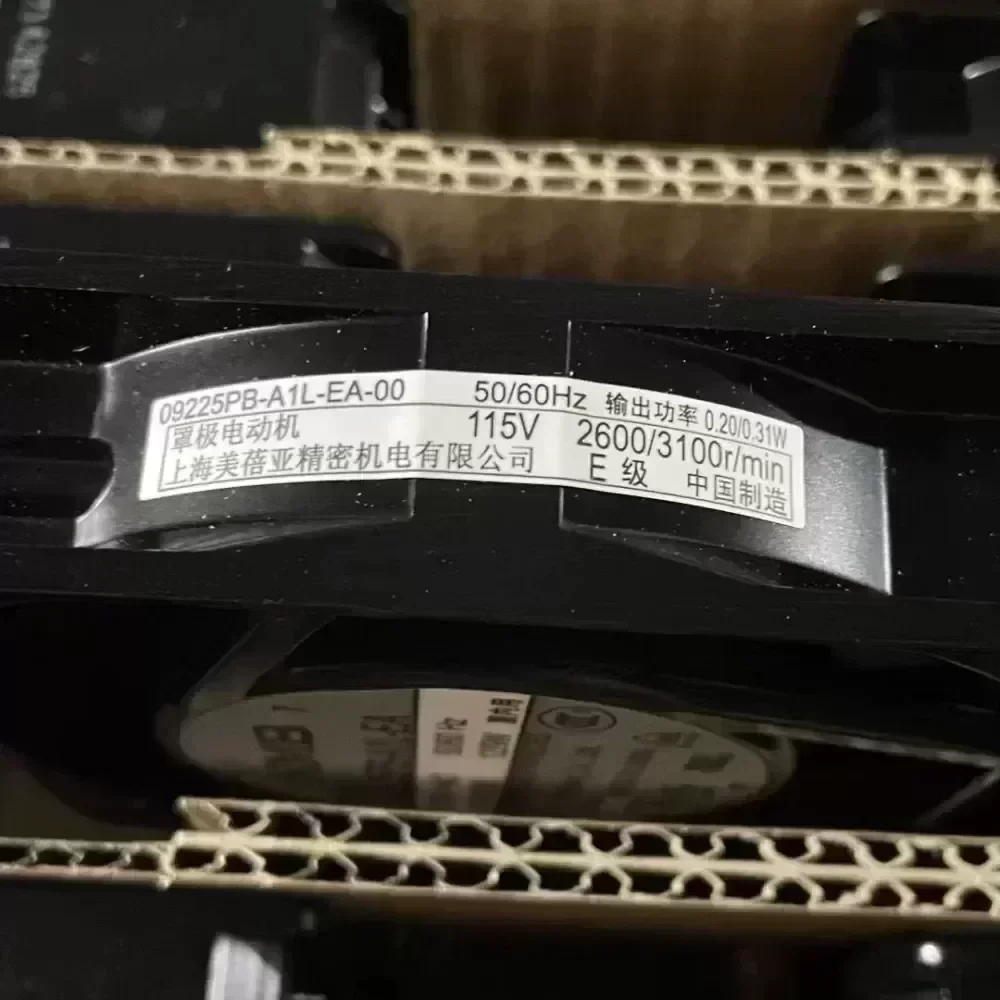 09225PB-A1L-EA-00 50/60Hz 输出功率 0.20/0.31W
罩极电动机 115V 2600/3100r/min
上海美蓓亚精密机电有限公司 E 级 中国制造